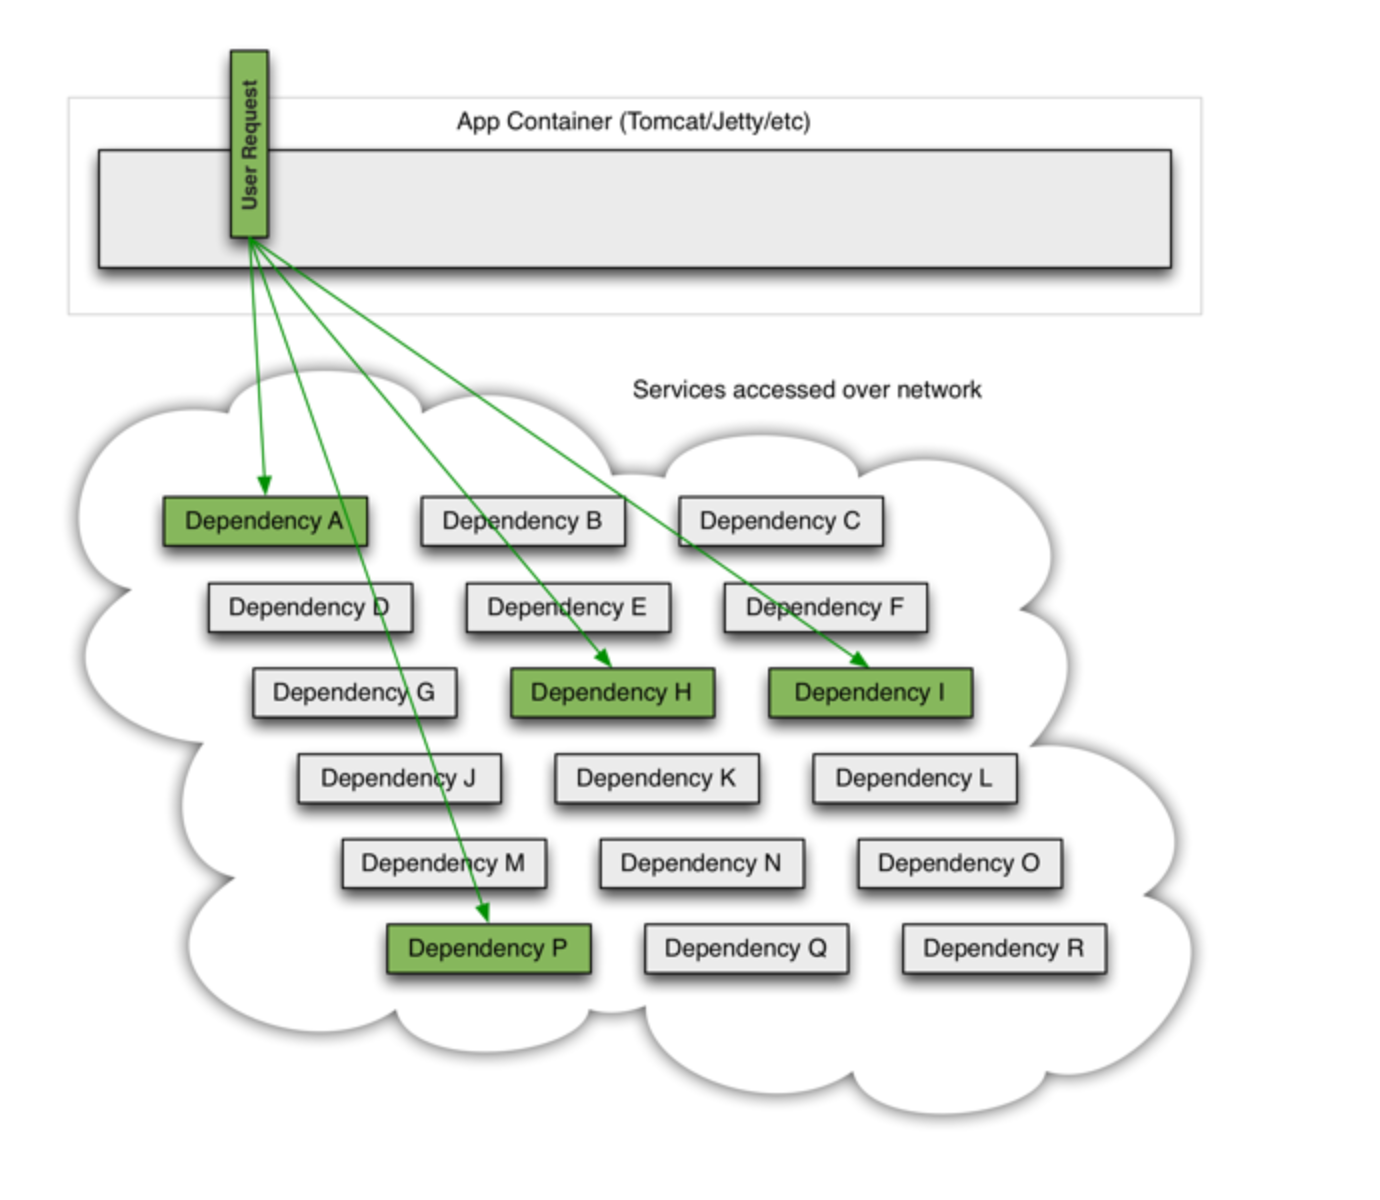 User Request
App Container (Tomcat/Jetty/etc)
Services accessed over network
Dependency A
Dependency B
Dependency C
Dependency D
Dependency E
Dependency F
Dependency G
Dependency H
Dependency I
Dependency J
Dependency K
Dependency L
Dependency M
Dependency N
Dependency O
Dependency P
Dependency Q
Dependency R